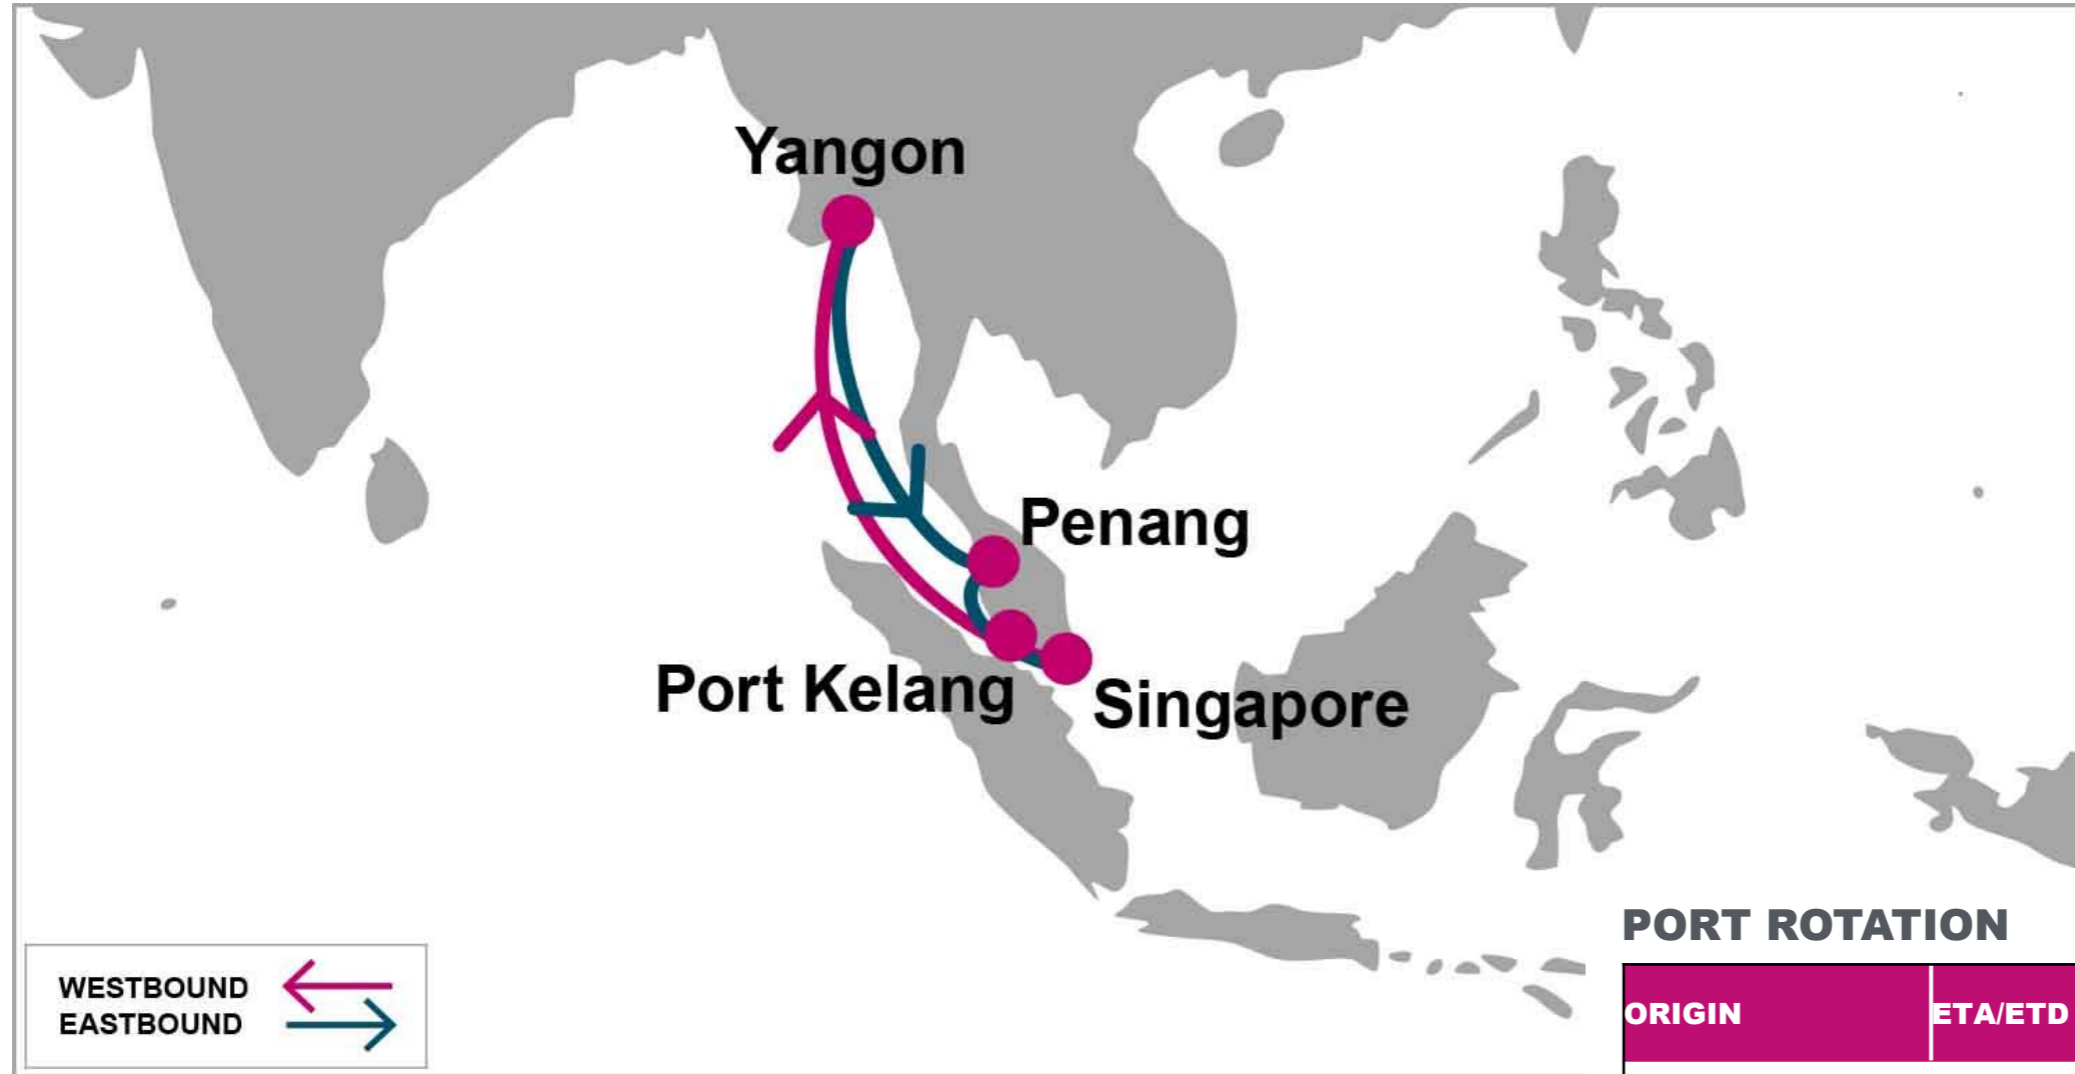 Yangon
Penang
Port Kelang
Singapore
WESTBOUND
EASTBOUND
PORT ROTATION
ORIGIN ETA/ETD